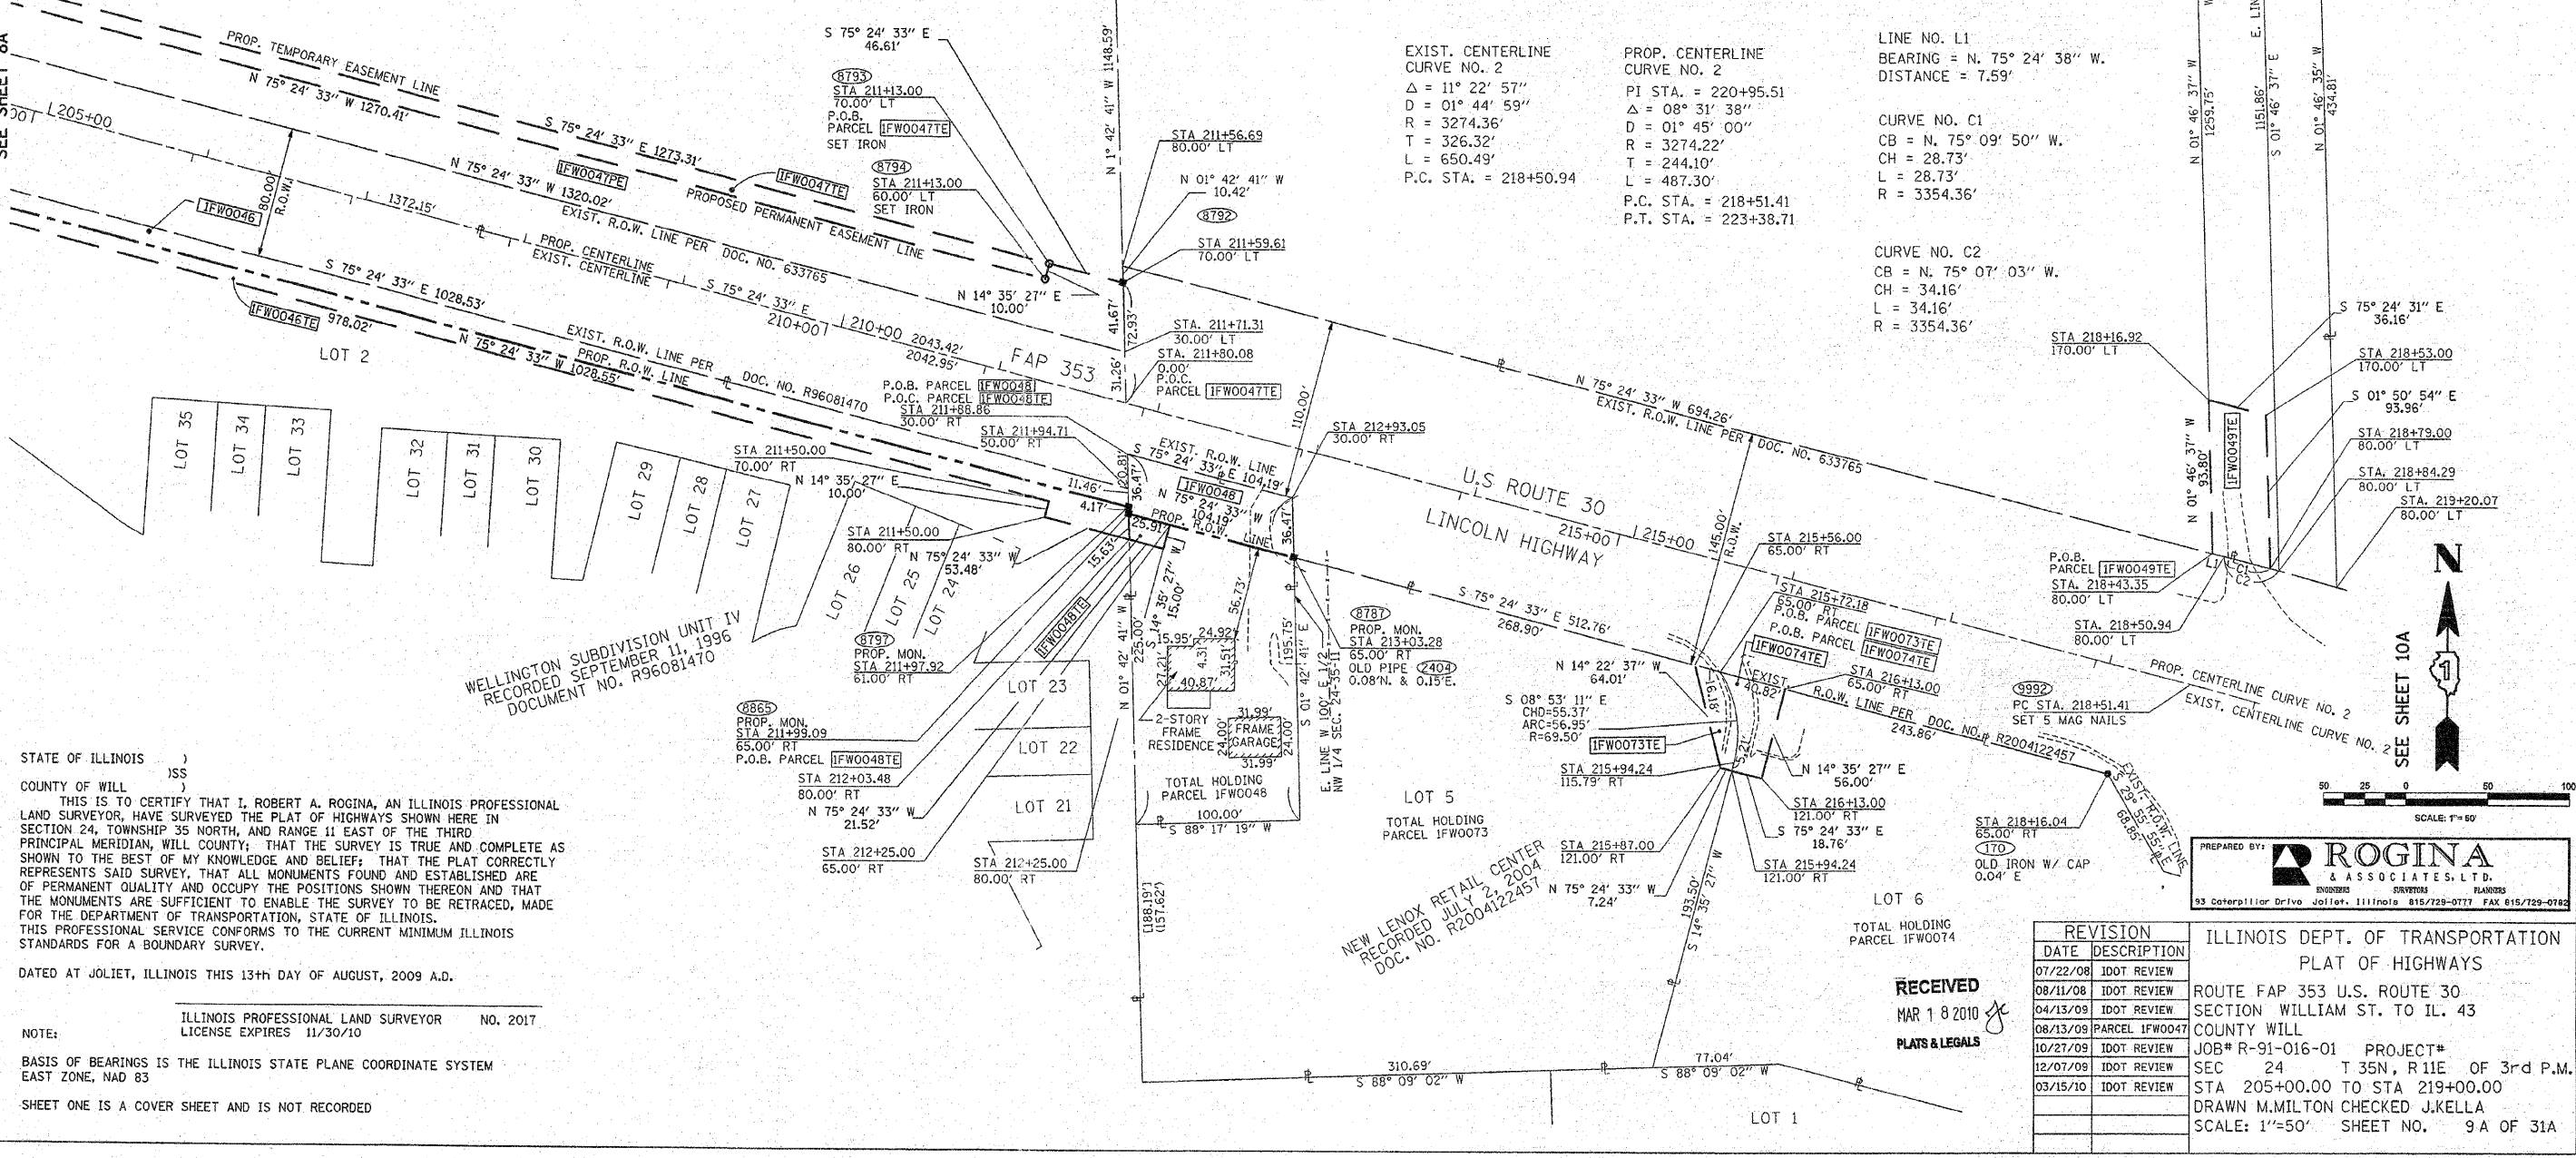 SEE SHEET 8A
PROP. TEMPORARY EASEMENT LINE
N 75° 24' 33" W 1270.41'
L205+00
S 75° 24' 33" E 1273.31'
80.00'
R.O.W.
1FW0046
N 75° 24' 33" W 1320.02'
1FW0047PE
1FW0047TE
PROPOSED PERMANENT EASEMENT LINE
EXIST. R.O.W. LINE PER DOC. NO. 633765
1372.15'
PROP. CENTERLINE
EXIST. CENTERLINE
S 75° 24' 33" E
210+00
210+00
2043.42'
2042.95'
FAP 353
S 75° 24' 33" E 1028.53'
1FW0046TE
978.02'
EXIST. R.O.W. LINE PER DOC. NO. R96081470
PROP. R.O.W. LINE
N 75° 24' 33" W 1028.55'
LOT 2
LOT 35
LOT 34
LOT 33
LOT 32
LOT 31
LOT 30
LOT 29
LOT 28
LOT 27
LOT 26
LOT 25
LOT 24
LOT 23
LOT 22
LOT 21
WELLINGTON SUBDIVISION UNIT IV
RECORDED SEPTEMBER 11, 1996
DOCUMENT NO. R96081470
S 75° 24' 33" E
46.61'
8793
STA 211+13.00
70.00' LT
P.O.B.
PARCEL 1FW0047TE
SET IRON
8794
STA 211+13.00
60.00' LT
SET IRON
N 1° 42' 41" W 1148.59'
STA 211+56.69
80.00' LT
N 01° 42' 41" W
10.42'
8792
STA 211+59.61
70.00' LT
N 14° 35' 27" E
10.00'
41.67'
72.93'
31.26'
STA. 211+71.31
30.00' LT
STA. 211+80.08
0.00'
P.O.C.
PARCEL 1FW0047TE
P.O.B. PARCEL 1FW0048
P.O.C. PARCEL 1FW0048TE
STA 211+88.86
30.00' RT
STA 211+94.71
50.00' RT
STA 211+50.00
70.00' RT
N 14° 35' 27" E
10.00'
STA 211+50.00
80.00' RT
N 75° 24' 33" W
53.48'
11.46'
4.17'
20.81'
36.47'
25.91'
15.63'
EXIST. R.O.W. LINE
S 75° 24' 33" E 104.19'
1FW0048
N 75° 24' 33" W
104.19'
PROP. R.O.W. LINE
36.47'
110.00'
STA 212+93.05
30.00' RT
1FW0048TE
S 14° 35' 27" W
15.00'
56.73'
8797
PROP. MON.
STA 211+97.92
61.00' RT
8865
PROP. MON.
STA 211+99.09
65.00' RT
P.O.B. PARCEL 1FW0048TE
STA 212+03.48
80.00' RT
N 75° 24' 33" W
21.52'
STA 212+25.00
65.00' RT
STA 212+25.00
80.00' RT
N 01° 42' 41" W
225.00'
15.95'
24.92'
27.21'
4.31'
31.51'
40.87'
2-STORY
FRAME
RESIDENCE
31.99'
24.00'
FRAME
GARAGE
24.00'
31.99'
TOTAL HOLDING
PARCEL 1FW0048
100.00'
S 88° 17' 19" W
(195.75')
S 01° 42' 41" E
E. LINE W 100' E 1/2
NW 1/4 SEC. 24-35-11
8787
PROP. MON.
STA 213+03.28
65.00' RT
OLD PIPE 2404
0.08'N. & 0.15'E.
(188.19')
(157.62')
310.69'
S 88° 09' 02" W
77.04'
S 88° 09' 02" W
LOT 1
EXIST. CENTERLINE
CURVE NO. 2
Δ = 11° 22' 57"
D = 01° 44' 59"
R = 3274.36'
T = 326.32'
L = 650.49'
P.C. STA. = 218+50.94
PROP. CENTERLINE
CURVE NO. 2
PI STA. = 220+95.51
Δ = 08° 31' 38"
D = 01° 45' 00"
R = 3274.22'
T = 244.10'
L = 487.30'
P.C. STA. = 218+51.41
P.T. STA. = 223+38.71
LINE NO. L1
BEARING = N. 75° 24' 38" W.
DISTANCE = 7.59'
CURVE NO. C1
CB = N. 75° 09' 50" W.
CH = 28.73'
L = 28.73'
R = 3354.36'
CURVE NO. C2
CB = N. 75° 07' 03" W.
CH = 34.16'
L = 34.16'
R = 3354.36'
N 01° 46' 37" W
1259.75'
E. LIN
1151.86'
S 01° 46' 37" E
N 01° 46' 35" W
434.81'
S 75° 24' 31" E
36.16'
STA 218+16.92
170.00' LT
STA 218+53.00
170.00' LT
S 01° 50' 54" E
93.96'
STA 218+79.00
80.00' LT
STA. 218+84.29
80.00' LT
STA. 219+20.07
80.00' LT
N 01° 46' 37" W
93.80'
1FW0049TE
L1
C1
C2
P.O.B.
PARCEL 1FW0049TE
STA. 218+43.35
80.00' LT
STA. 218+50.94
80.00' LT
N 75° 24' 33" W 694.26'
EXIST. R.O.W. LINE PER DOC. NO. 633765
U.S ROUTE 30
LINCOLN HIGHWAY
215+00
215+00
145.00'
R.O.W.
S 75° 24' 33" E 512.76'
268.90'
STA 215+56.00
65.00' RT
STA 215+72.18
65.00' RT
P.O.B. PARCEL 1FW0073TE
P.O.B. PARCEL 1FW0074TE
1FW0074TE
STA 216+13.00
65.00' RT
N 14° 22' 37" W
64.01'
S 08° 53' 11" E
CHD=55.37'
ARC=56.95'
R=69.50'
1FW0073TE
16.18'
40.82'
5.21'
EXIST. R.O.W. LINE PER DOC. NO. R2004122457
243.86'
STA 215+94.24
115.79' RT
N 14° 35' 27" E
56.00'
STA 216+13.00
121.00' RT
S 75° 24' 33" E
18.76'
STA 215+94.24
121.00' RT
STA 215+87.00
121.00' RT
N 75° 24' 33" W
7.24'
193.50'
S 14° 35' 27" W
LOT 5
TOTAL HOLDING
PARCEL 1FW0073
NEW LENOX RETAIL CENTER
RECORDED JULY 2, 2004
DOC. NO. R2004122457
LOT 6
TOTAL HOLDING
PARCEL 1FW0074
9992
PC STA. 218+51.41
SET 5 MAG NAILS
PROP. CENTERLINE CURVE NO. 2
EXIST. CENTERLINE CURVE NO. 2
STA 218+16.04
65.00' RT
170
OLD IRON W/ CAP
0.04' E
EXIST. R.O.W. LINE
S 29° 55' 55" E
68.85'
N
1
SEE SHEET 10A
50 25 0 50 100
SCALE: 1"= 50'
STATE OF ILLINOIS )
)SS
COUNTY OF WILL )
THIS IS TO CERTIFY THAT I, ROBERT A. ROGINA, AN ILLINOIS PROFESSIONAL
LAND SURVEYOR, HAVE SURVEYED THE PLAT OF HIGHWAYS SHOWN HERE IN
SECTION 24, TOWNSHIP 35 NORTH, AND RANGE 11 EAST OF THE THIRD
PRINCIPAL MERIDIAN, WILL COUNTY; THAT THE SURVEY IS TRUE AND COMPLETE AS
SHOWN TO THE BEST OF MY KNOWLEDGE AND BELIEF; THAT THE PLAT CORRECTLY
REPRESENTS SAID SURVEY, THAT ALL MONUMENTS FOUND AND ESTABLISHED ARE
OF PERMANENT QUALITY AND OCCUPY THE POSITIONS SHOWN THEREON AND THAT
THE MONUMENTS ARE SUFFICIENT TO ENABLE THE SURVEY TO BE RETRACED, MADE
FOR THE DEPARTMENT OF TRANSPORTATION, STATE OF ILLINOIS.
THIS PROFESSIONAL SERVICE CONFORMS TO THE CURRENT MINIMUM ILLINOIS
STANDARDS FOR A BOUNDARY SURVEY.
DATED AT JOLIET, ILLINOIS THIS 13th DAY OF AUGUST, 2009 A.D.
ILLINOIS PROFESSIONAL LAND SURVEYOR NO. 2017
LICENSE EXPIRES 11/30/10
NOTE:
BASIS OF BEARINGS IS THE ILLINOIS STATE PLANE COORDINATE SYSTEM
EAST ZONE, NAD 83
SHEET ONE IS A COVER SHEET AND IS NOT RECORDED
RECEIVED
MAR 18 2010
PLATS & LEGALS
PREPARED BY:
ROGINA
& ASSOCIATES, LTD.
ENGINEERS SURVEYORS PLANNERS
93 Caterpillar Drive Joliet, Illinois 815/729-0777 FAX 815/729-0782
REVISION
DATE DESCRIPTION
07/22/08 IDOT REVIEW
08/11/08 IDOT REVIEW
04/13/09 IDOT REVIEW
08/13/09 PARCEL 1FW0047
10/27/09 IDOT REVIEW
12/07/09 IDOT REVIEW
03/15/10 IDOT REVIEW
ILLINOIS DEPT. OF TRANSPORTATION
PLAT OF HIGHWAYS
ROUTE FAP 353 U.S. ROUTE 30
SECTION WILLIAM ST. TO IL. 43
COUNTY WILL
JOB# R-91-016-01 PROJECT#
SEC 24 T 35N, R 11E OF 3rd P.M.
STA 205+00.00 TO STA 219+00.00
DRAWN M.MILTON CHECKED J.KELLA
SCALE: 1"=50' SHEET NO. 9A OF 31A